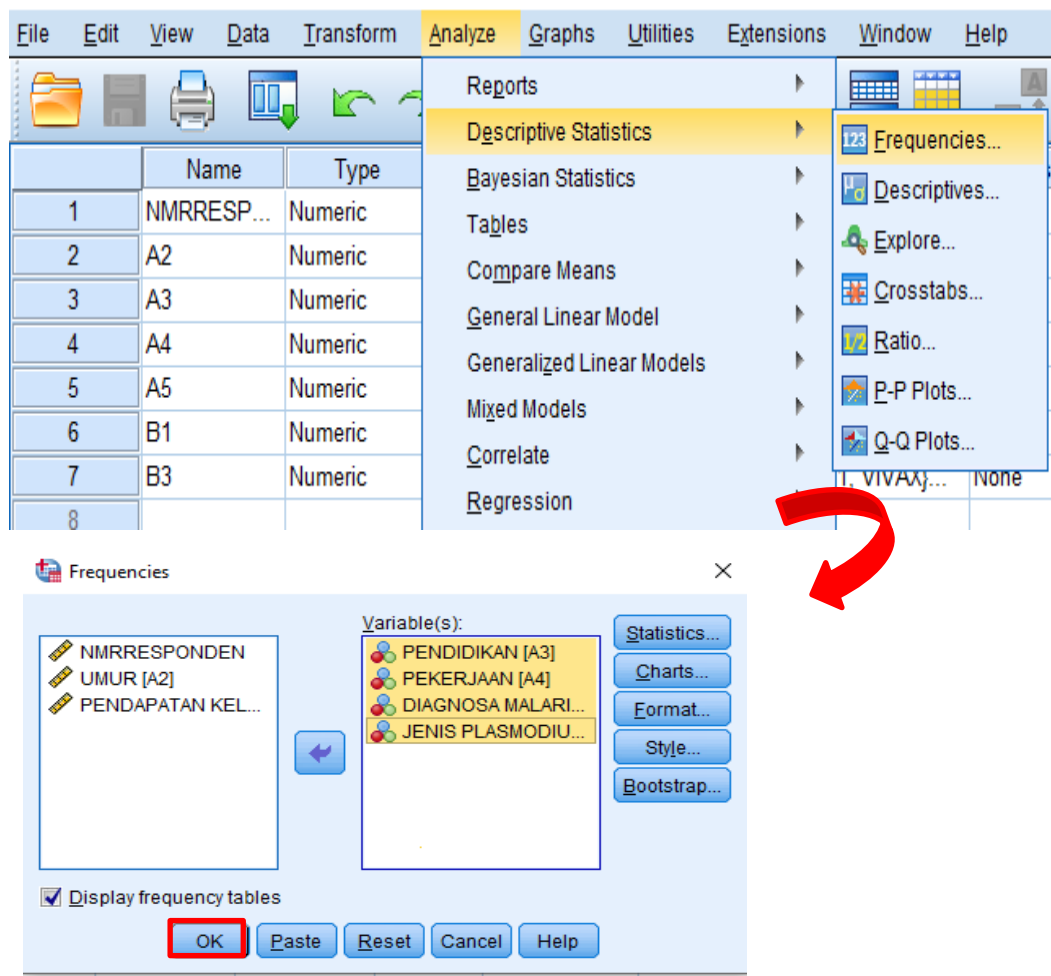 File Edit View Data Transform Analyze Graphs Utilities Extensions Window Help
Reports
Descriptive Statistics
Bayesian Statistics
Tables
Compare Means
General Linear Model
Generalized Linear Models
Mixed Models
Correlate
Regression
A
123 Frequencies...
Descriptives...
Explore...
Crosstabs...
1/2 Ratio...
P-P Plots...
Q-Q Plots...
Name Type
1 NMRRESP... Numeric
2 A2 Numeric
3 A3 Numeric
4 A4 Numeric
5 A5 Numeric
6 B1 Numeric
7 B3 Numeric VIVAX}... None
8
Frequencies
Variable(s):
NMRRESPONDEN
UMUR [A2]
PENDAPATAN KEL...
PENDIDIKAN [A3]
PEKERJAAN [A4]
DIAGNOSA MALARI...
JENIS PLASMODIU...
Statistics...
Charts...
Format...
Style...
Bootstrap...
Display frequency tables
OK Paste Reset Cancel Help